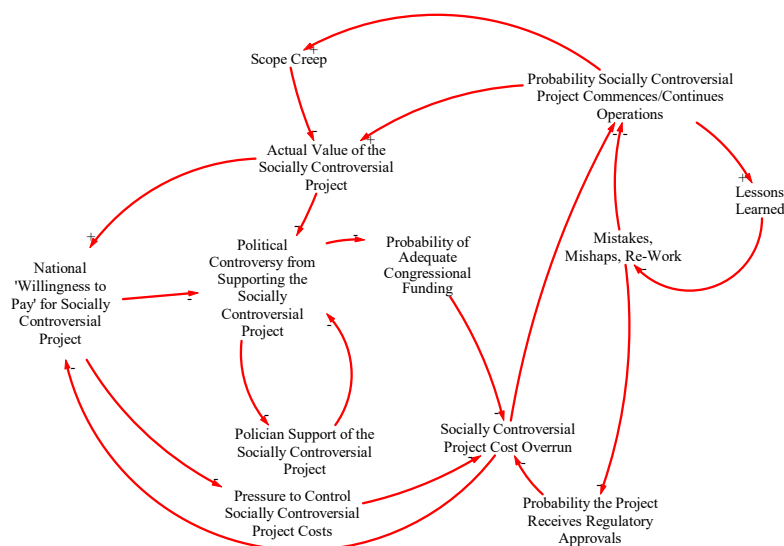 Scope Creep
Probability Socially Controversial
Project Commences/Continues
Operations
Actual Value of the
Socially Controversial
Project
Lessons
Learned
Political
Controversy from
Supporting the
Socially
Controversial
Project
Probability of
Adequate
Congressional
Funding
Mistakes,
Mishaps, Re-Work
National
'Willingness to
Pay' for Socially
Controversial
Project
Polician Support of the
Socially Controversial
Project
Socially Controversial
Project Cost Overrun
Pressure to Control
Socially Controversial
Project Costs
Probability the Project
Receives Regulatory
Approvals
+
-
+
+
+
-
-
-
-
-
-
-
-
-
-
-
-
-
-